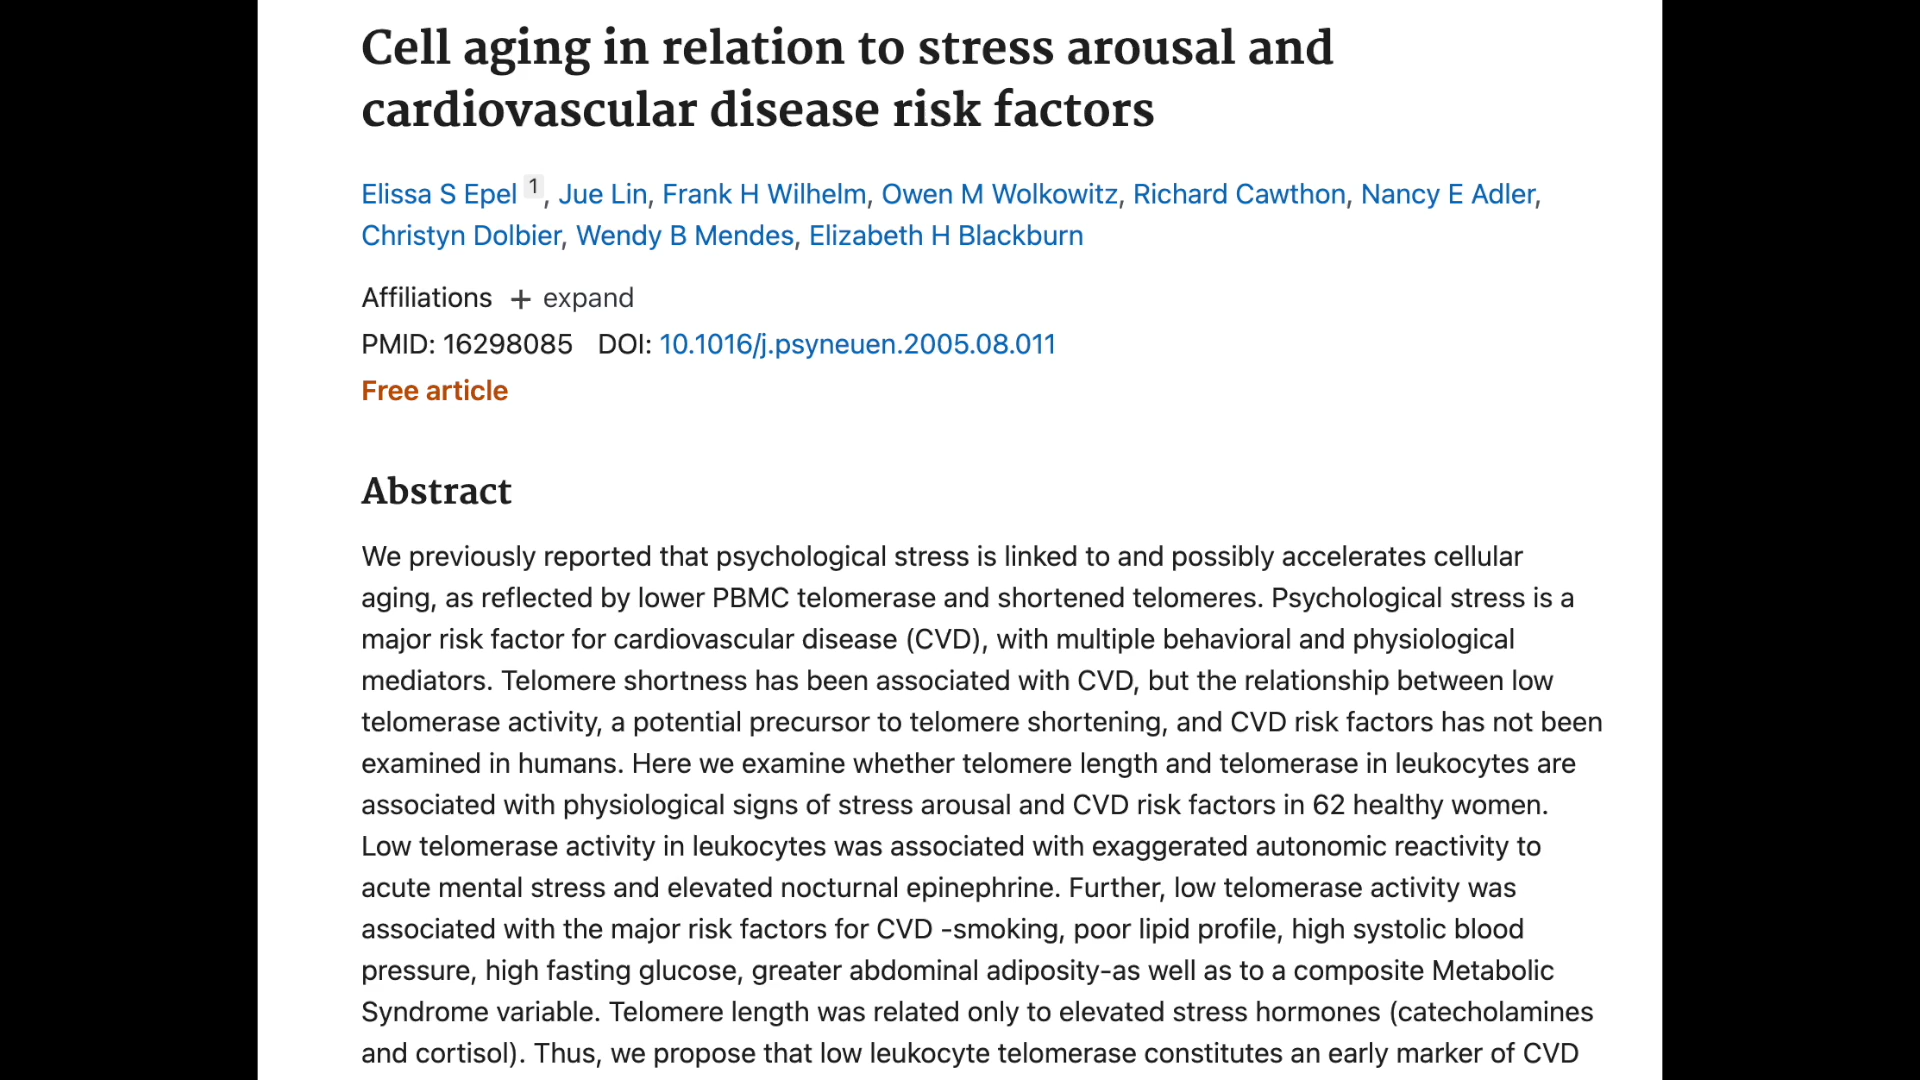 Cell aging in relation to stress arousal and
cardiovascular disease risk factors
Elissa S Epel 1, Jue Lin, Frank H Wilhelm, Owen M Wolkowitz, Richard Cawthon, Nancy E Adler,
Christyn Dolbier, Wendy B Mendes, Elizabeth H Blackburn
Affiliations + expand
PMID: 16298085 DOI: 10.1016/j.psyneuen.2005.08.011
Free article
Abstract
We previously reported that psychological stress is linked to and possibly accelerates cellular
aging, as reflected by lower PBMC telomerase and shortened telomeres. Psychological stress is a
major risk factor for cardiovascular disease (CVD), with multiple behavioral and physiological
mediators. Telomere shortness has been associated with CVD, but the relationship between low
telomerase activity, a potential precursor to telomere shortening, and CVD risk factors has not been
examined in humans. Here we examine whether telomere length and telomerase in leukocytes are
associated with physiological signs of stress arousal and CVD risk factors in 62 healthy women.
Low telomerase activity in leukocytes was associated with exaggerated autonomic reactivity to
acute mental stress and elevated nocturnal epinephrine. Further, low telomerase activity was
associated with the major risk factors for CVD -smoking, poor lipid profile, high systolic blood
pressure, high fasting glucose, greater abdominal adiposity-as well as to a composite Metabolic
Syndrome variable. Telomere length was related only to elevated stress hormones (catecholamines
and cortisol). Thus, we propose that low leukocyte telomerase constitutes an early marker of CVD